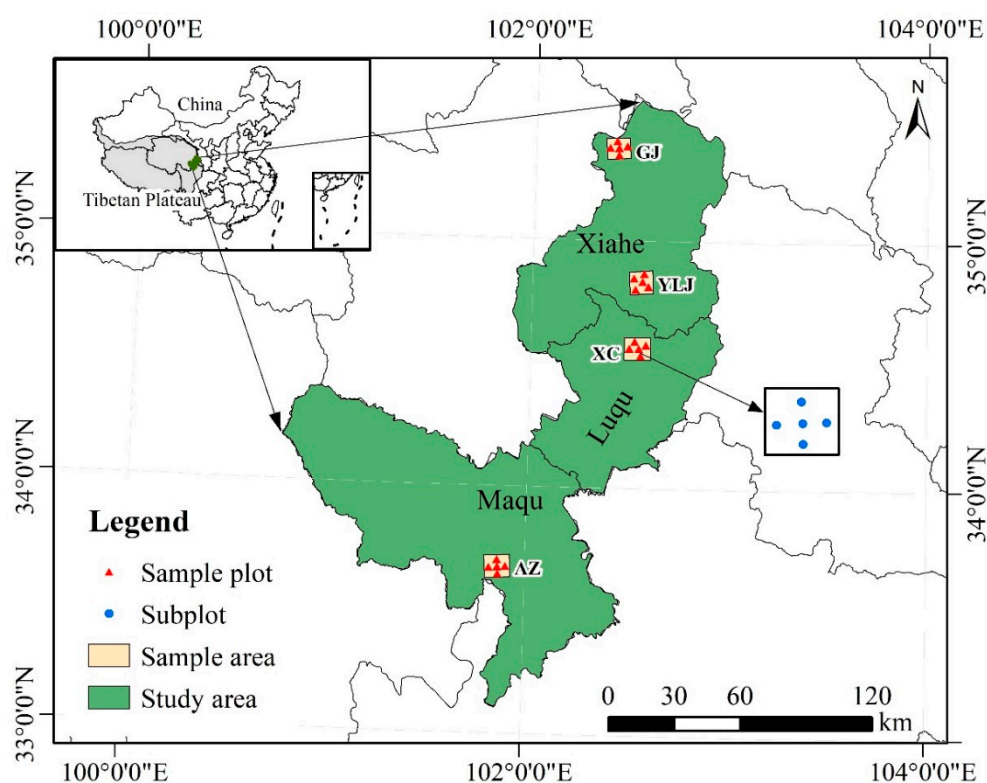 100°0'0"E
102°0'0"E
104°0'0"E
N
China
Tibetan Plateau
35°0'0"N
35°0'0"N
GJ
Xiahe
YLJ
XC
Luqu
34°0'0"N
34°0'0"N
Maqu
AZ
Legend
Sample plot
Subplot
Sample area
Study area
0 30 60 120
km
33°0'0"N
33°0'0"N
100°0'0"E
102°0'0"E
104°0'0"E